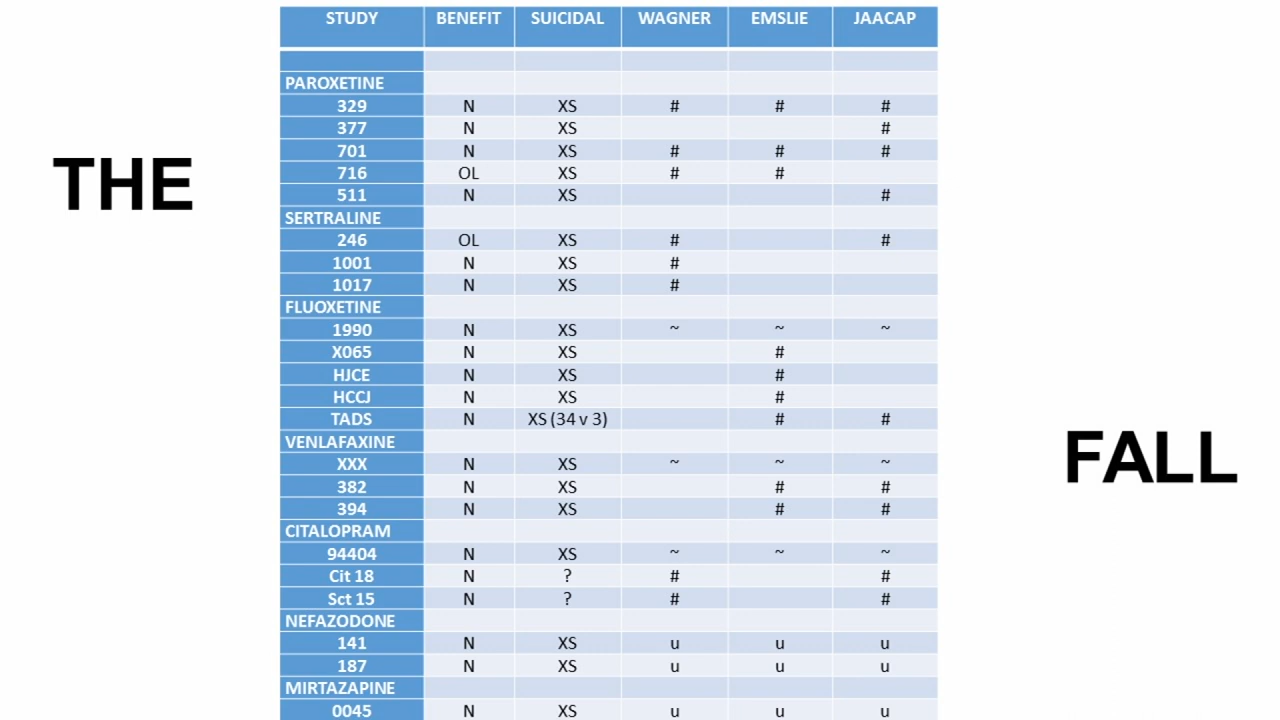 STUDY BENEFIT SUICIDAL WAGNER EMSLIE JAACAP
PAROXETINE
329 N XS # # #
377 N XS #
701 N XS # # #
716 OL XS # #
511 N XS #
SERTRALINE
246 OL XS # #
1001 N XS #
1017 N XS #
FLUOXETINE
1990 N XS ~ ~ ~
X065 N XS #
HJCE N XS #
HCCJ N XS #
TADS N XS (34 v 3) # #
VENLAFAXINE
XXX N XS ~ ~ ~
382 N XS # #
394 N XS # #
CITALOPRAM
94404 N XS ~ ~ ~
Cit 18 N ? # #
Sct 15 N ? # #
NEFAZODONE
141 N XS u u u
187 N XS u u u
MIRTAZAPINE
0045 N XS u u u
THE
FALL